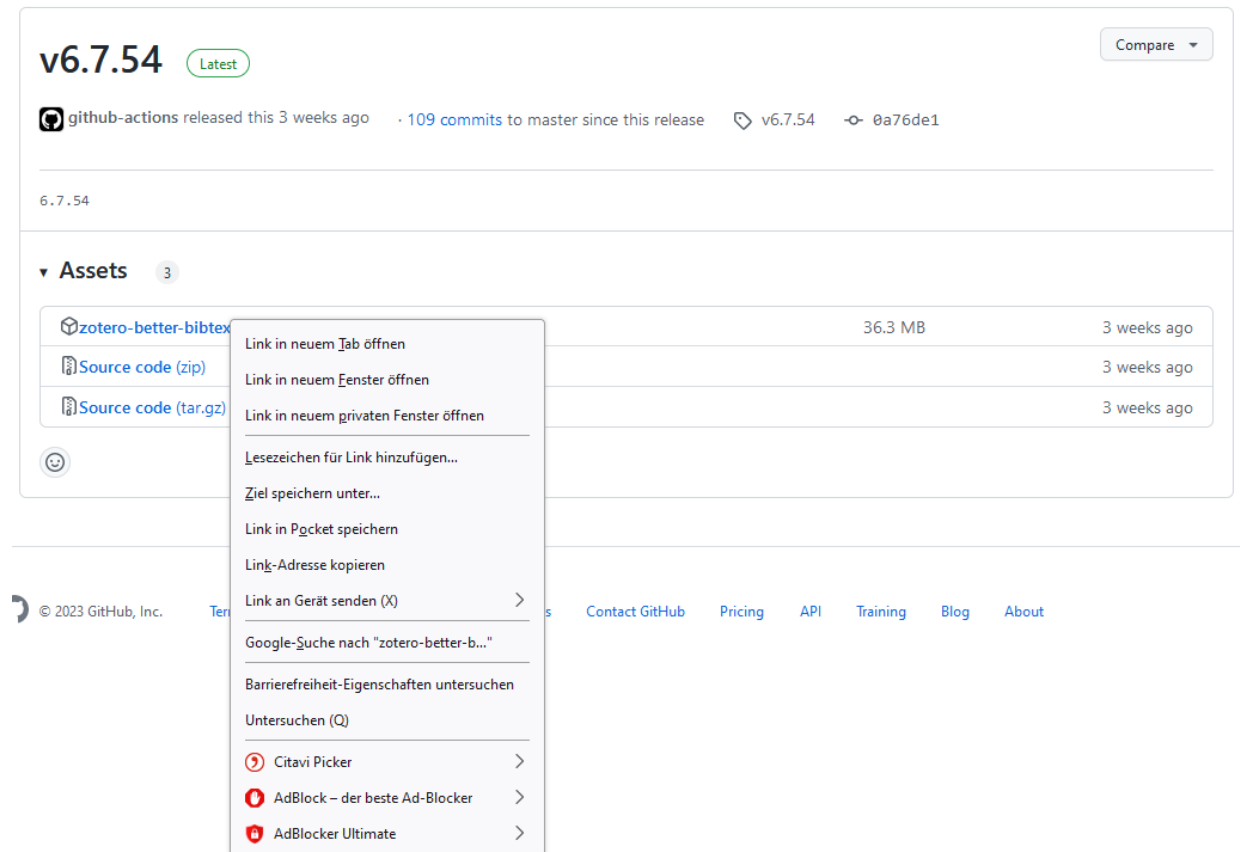 v6.7.54 Latest Compare
github-actions released this 3 weeks ago · 109 commits to master since this release v6.7.54 0a76de1
6.7.54
Assets 3
zotero-better-bibtex 36.3 MB 3 weeks ago
Source code (zip) 3 weeks ago
Source code (tar.gz) 3 weeks ago
Link in neuem Tab öffnen
Link in neuem Fenster öffnen
Link in neuem privaten Fenster öffnen
Lesezeichen für Link hinzufügen...
Ziel speichern unter...
Link in Pocket speichern
Link-Adresse kopieren
Link an Gerät senden (X)
Google-Suche nach "zotero-better-b..."
Barrierefreiheit-Eigenschaften untersuchen
Untersuchen (Q)
Citavi Picker
AdBlock – der beste Ad-Blocker
AdBlocker Ultimate
© 2023 GitHub, Inc. Contact GitHub Pricing API Training Blog About